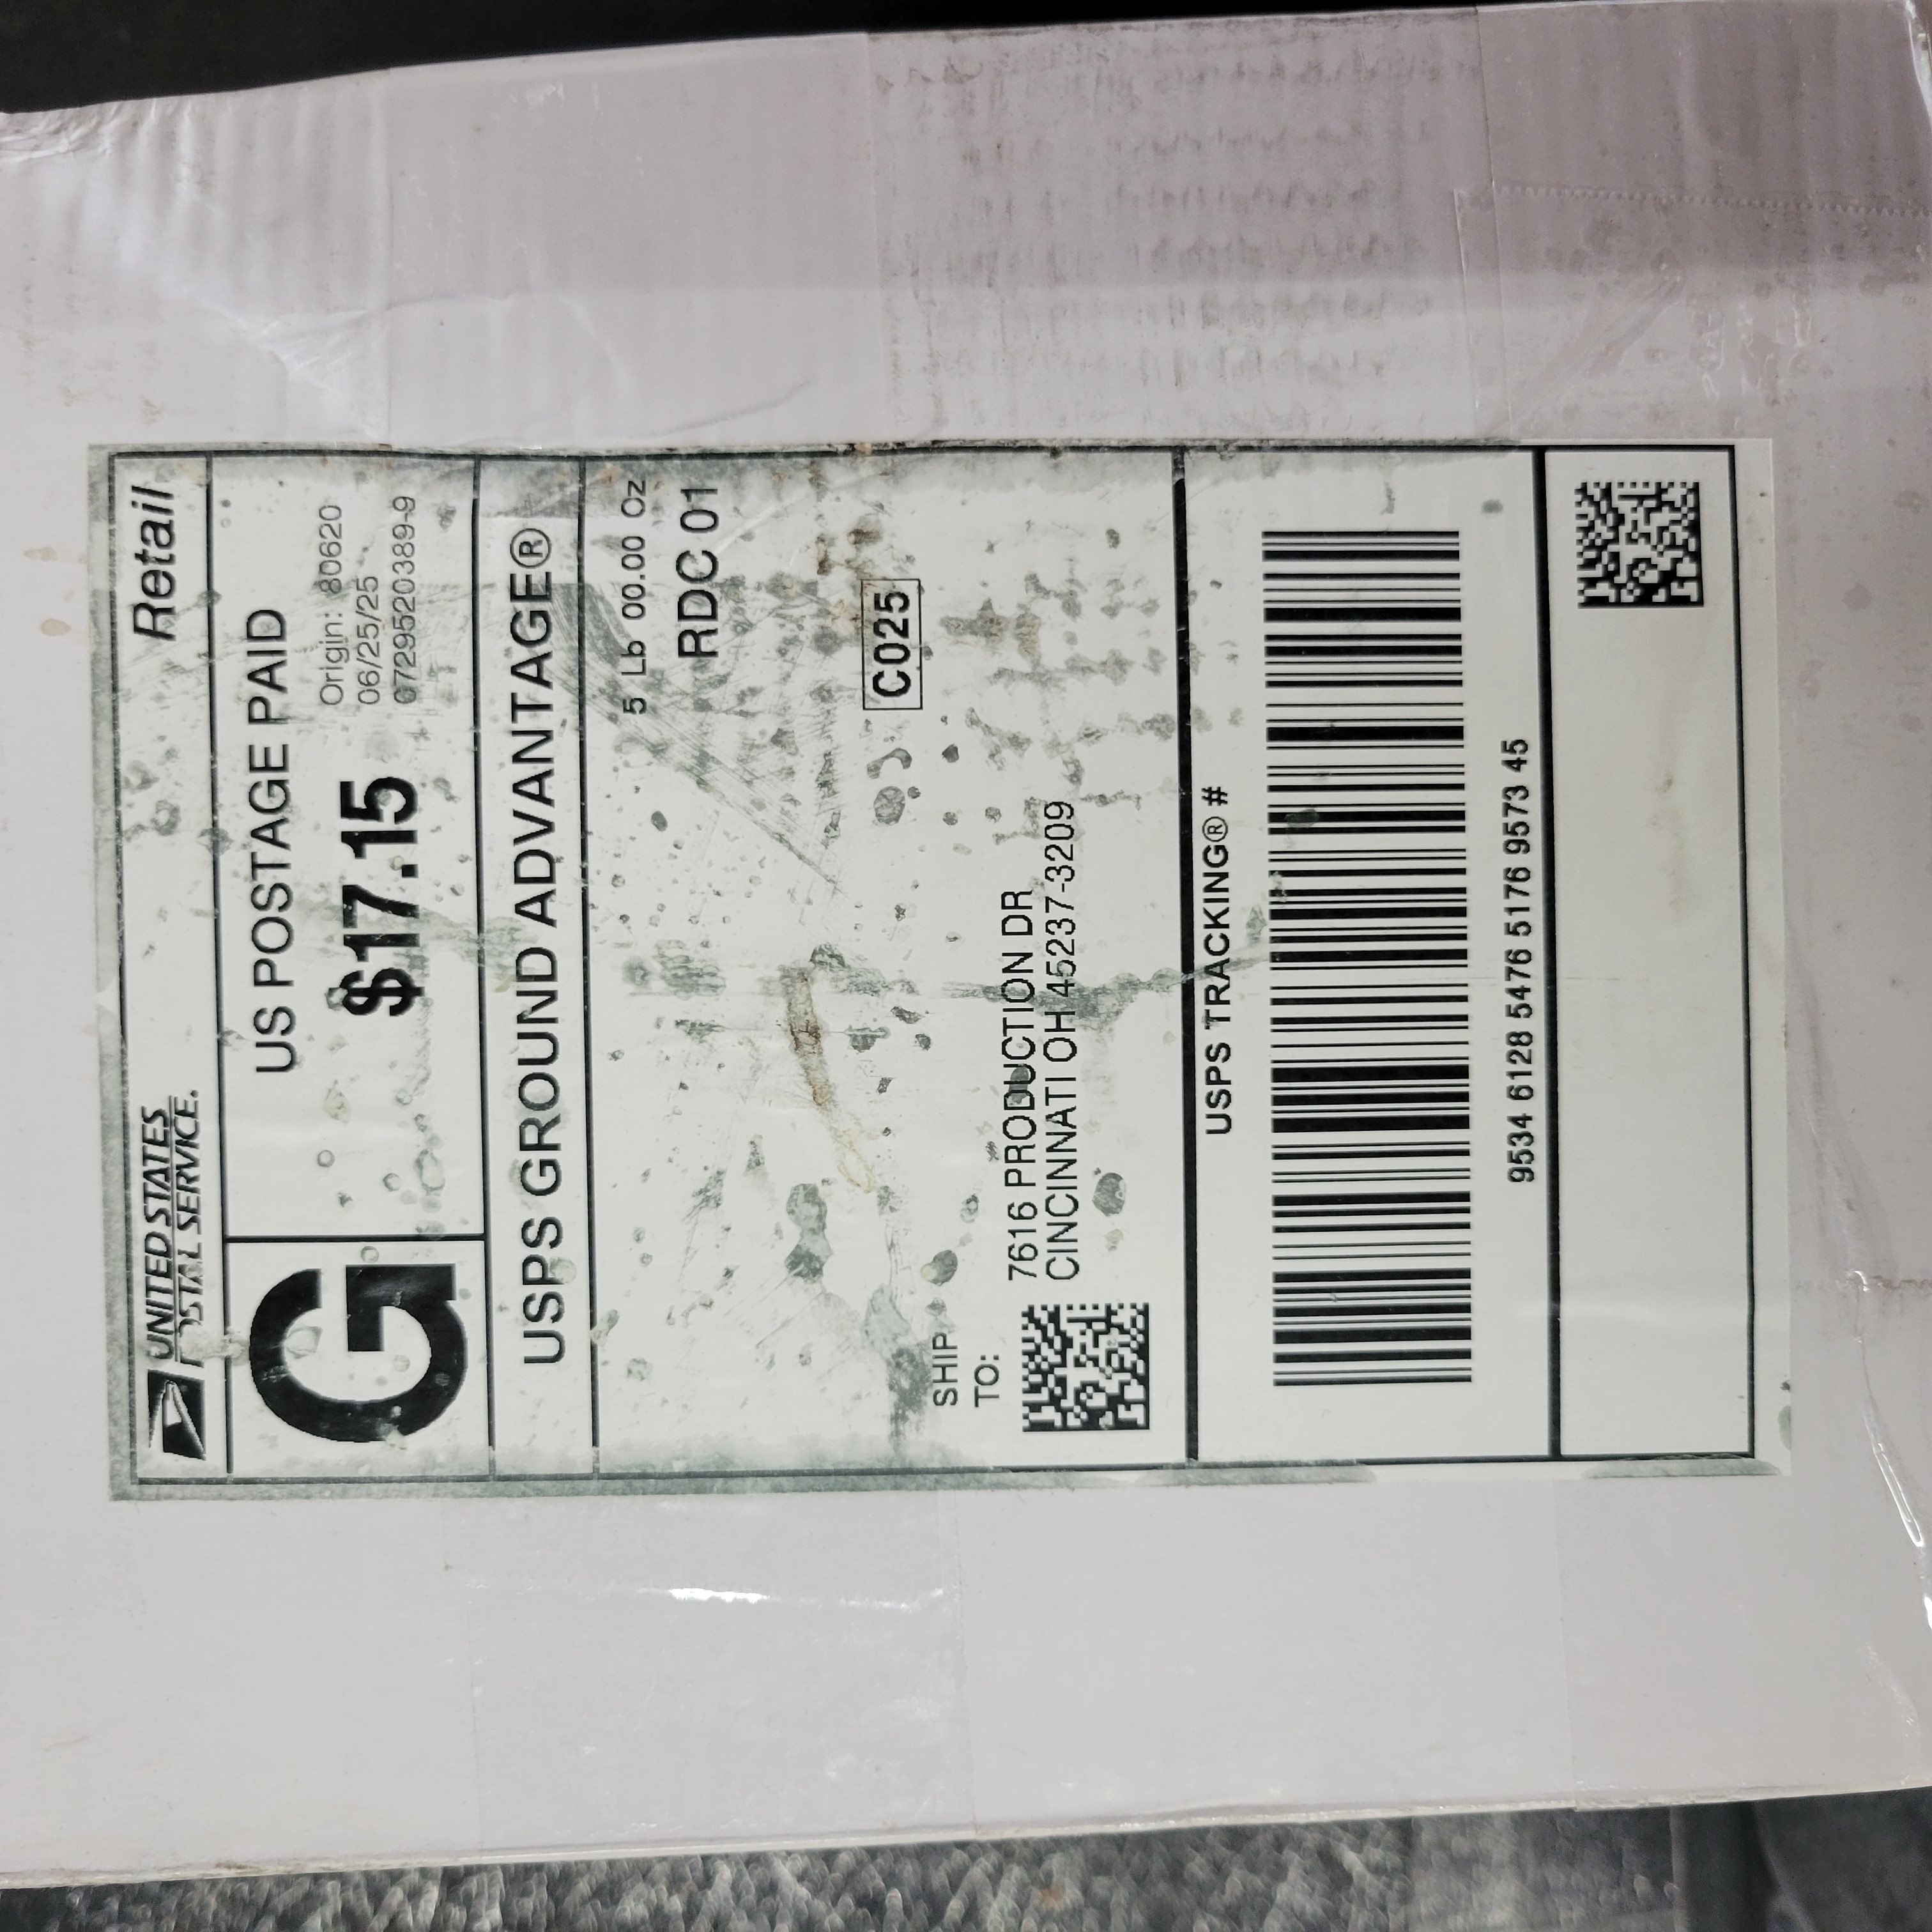 UNITED STATES
POSTAL SERVICE.
Retail
G
US POSTAGE PAID
$17.15
Origin: 80620
06/25/25
0729520389-9
USPS GROUND ADVANTAGE®
5 Lb 00.00 Oz
RDC 01
C025
SHIP
TO:
7616 PRODUCTION DR
CINCINNATI OH 45237-3209
USPS TRACKING® #
9534 6128 5476 5176 9573 45